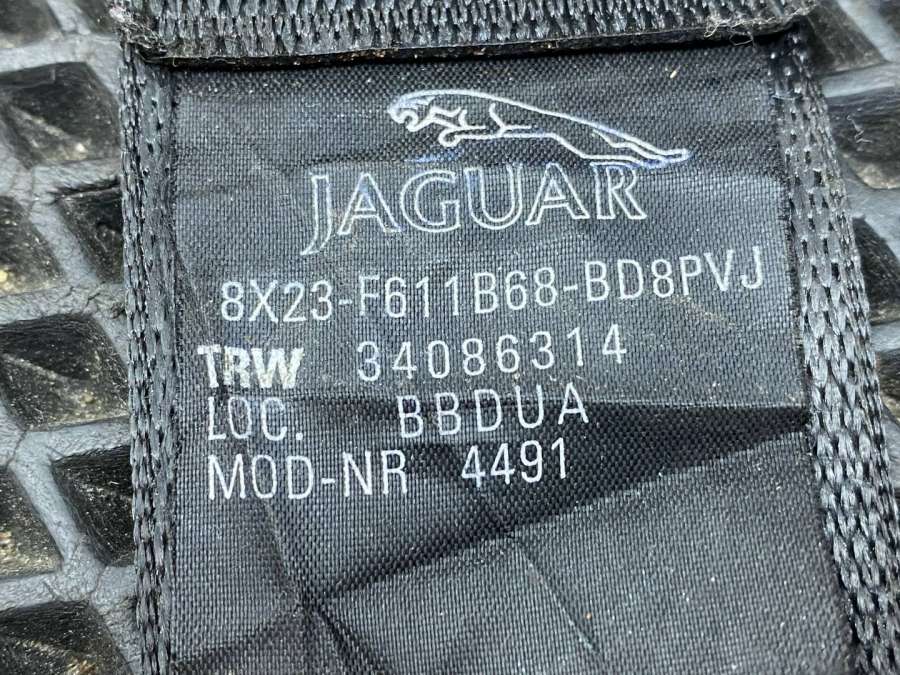 JAGUAR
8X23-F611B68-BD8PVJ
TRW 34086314
LOC. BBDUA
MOD-NR 4491